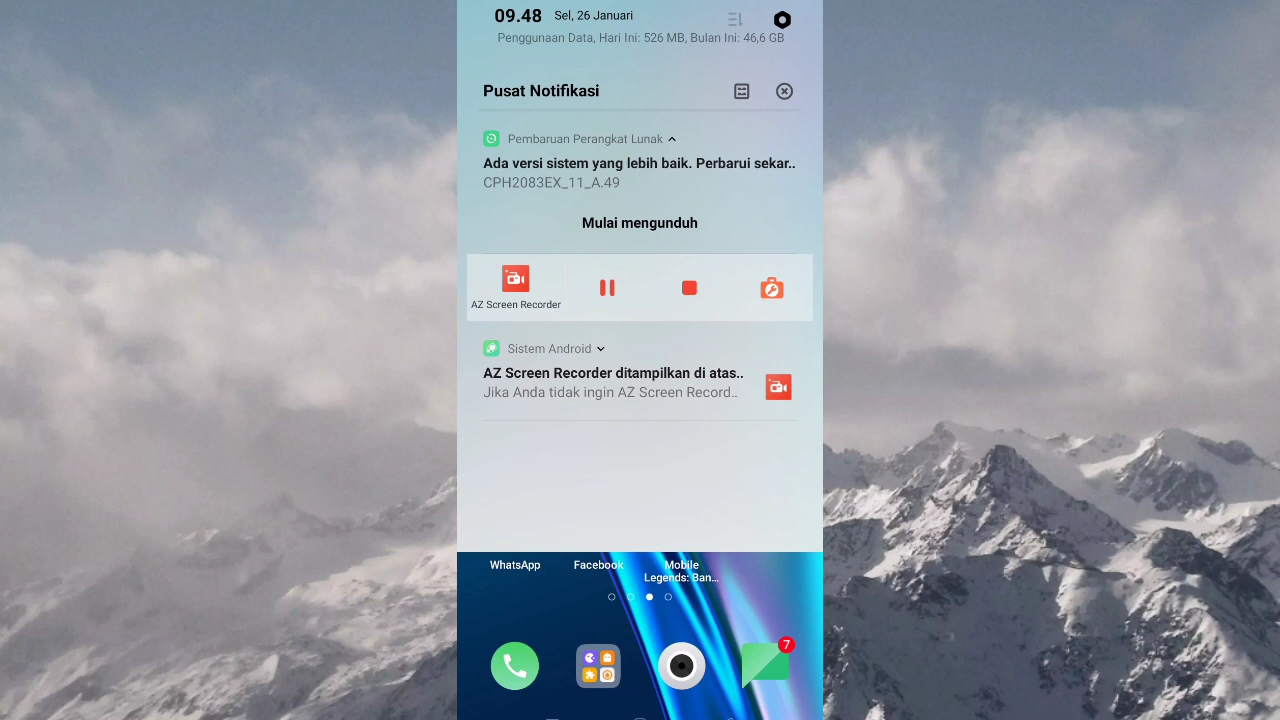 09.48 Sel, 26 Januari
Penggunaan Data, Hari Ini: 526 MB, Bulan Ini: 46,6 GB
Pusat Notifikasi
Pembaruan Perangkat Lunak
Ada versi sistem yang lebih baik. Perbarui sekar..
CPH2083EX_11_A.49
Mulai mengunduh
AZ Screen Recorder
Sistem Android
AZ Screen Recorder ditampilkan di atas..
Jika Anda tidak ingin AZ Screen Record..
WhatsApp
Facebook
Mobile
Legends: Ban...
7